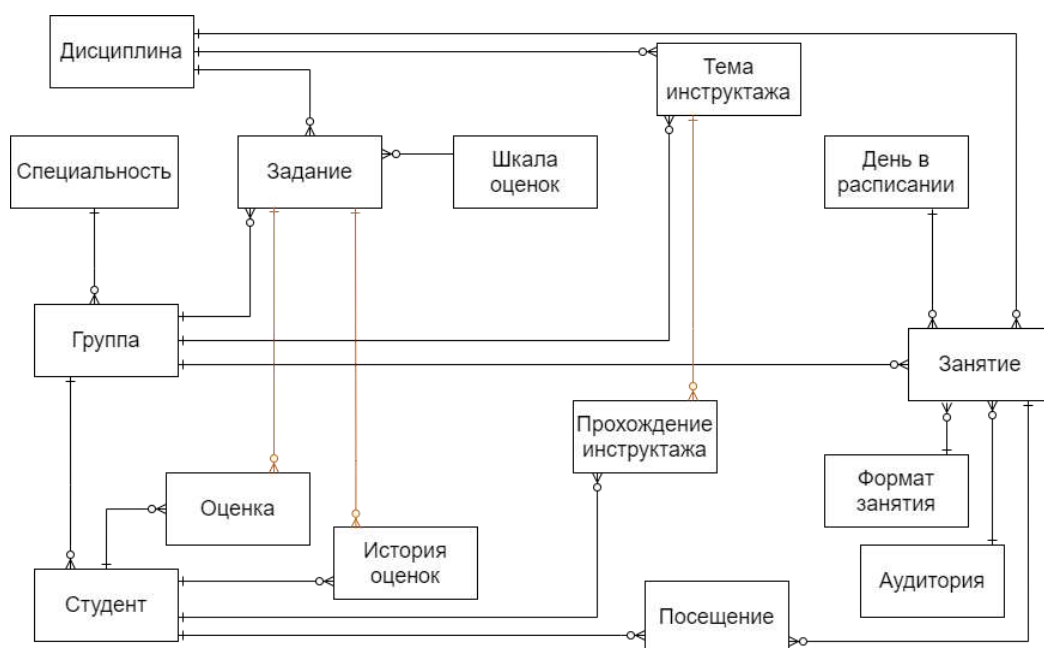 Дисциплина
Тема
инструктажа
Специальность
Задание
Шкала
оценок
День в
расписании
Группа
Занятие
Прохождение
инструктажа
Оценка
Формат
занятия
История
оценок
Аудитория
Студент
Посещение